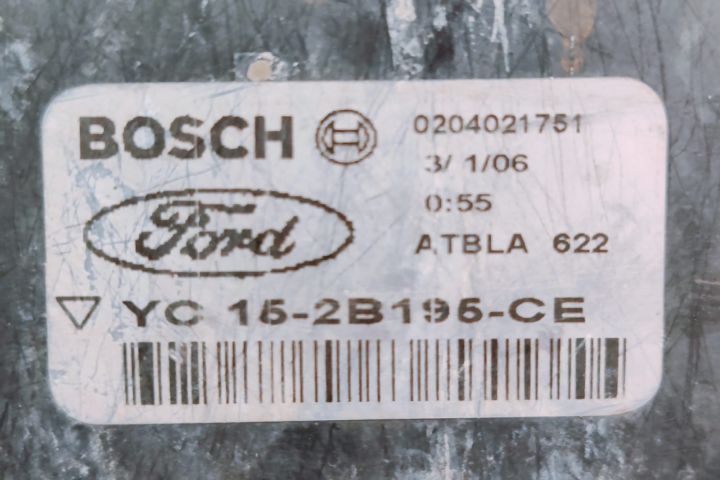 BOSCH
0204021751
3/ 1/06
0:55
Ford
ATBLA 622
YC 15-2B195-CE